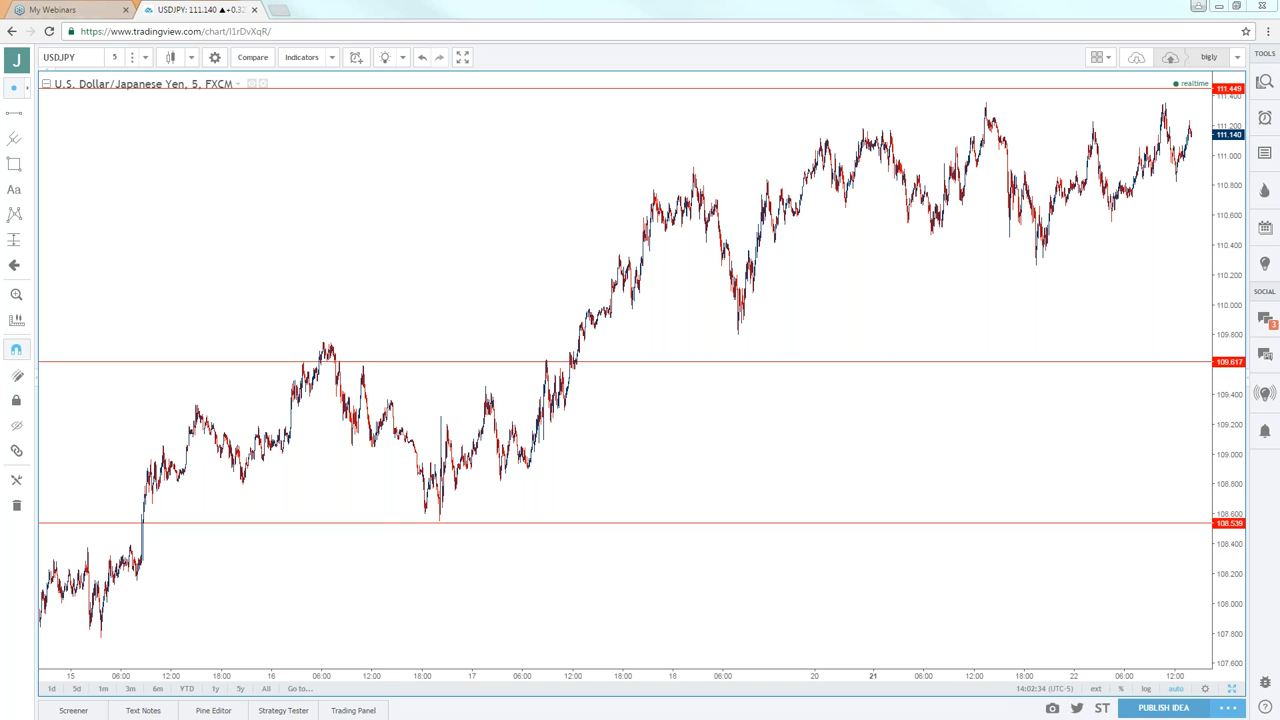 My Webinars
USDJPY: 111.140 ▲+0.32
https://www.tradingview.com/chart/l1rDvXqR/
J
USDJPY
5
Compare
Indicators
bigly
TOOLS
U.S. Dollar/Japanese Yen, 5, FXCM
realtime
111.449
111.400
111.200
111.140
111.000
110.800
110.600
110.400
110.200
110.000
109.800
109.617
109.400
109.200
109.000
108.800
108.600
108.539
108.400
108.200
108.000
107.800
107.600
Aa
SOCIAL
3
15 06:00 12:00 16 06:00 12:00 18:00 17 06:00 12:00 18:00 18 06:00 20 21 06:00 12:00 18:00 22 06:00 12:00
1d 5d 1m 3m 6m YTD 1y 5y All Go to... 14:02:34 (UTC-5) ext % log auto
Screener Text Notes Pine Editor Strategy Tester Trading Panel ST PUBLISH IDEA